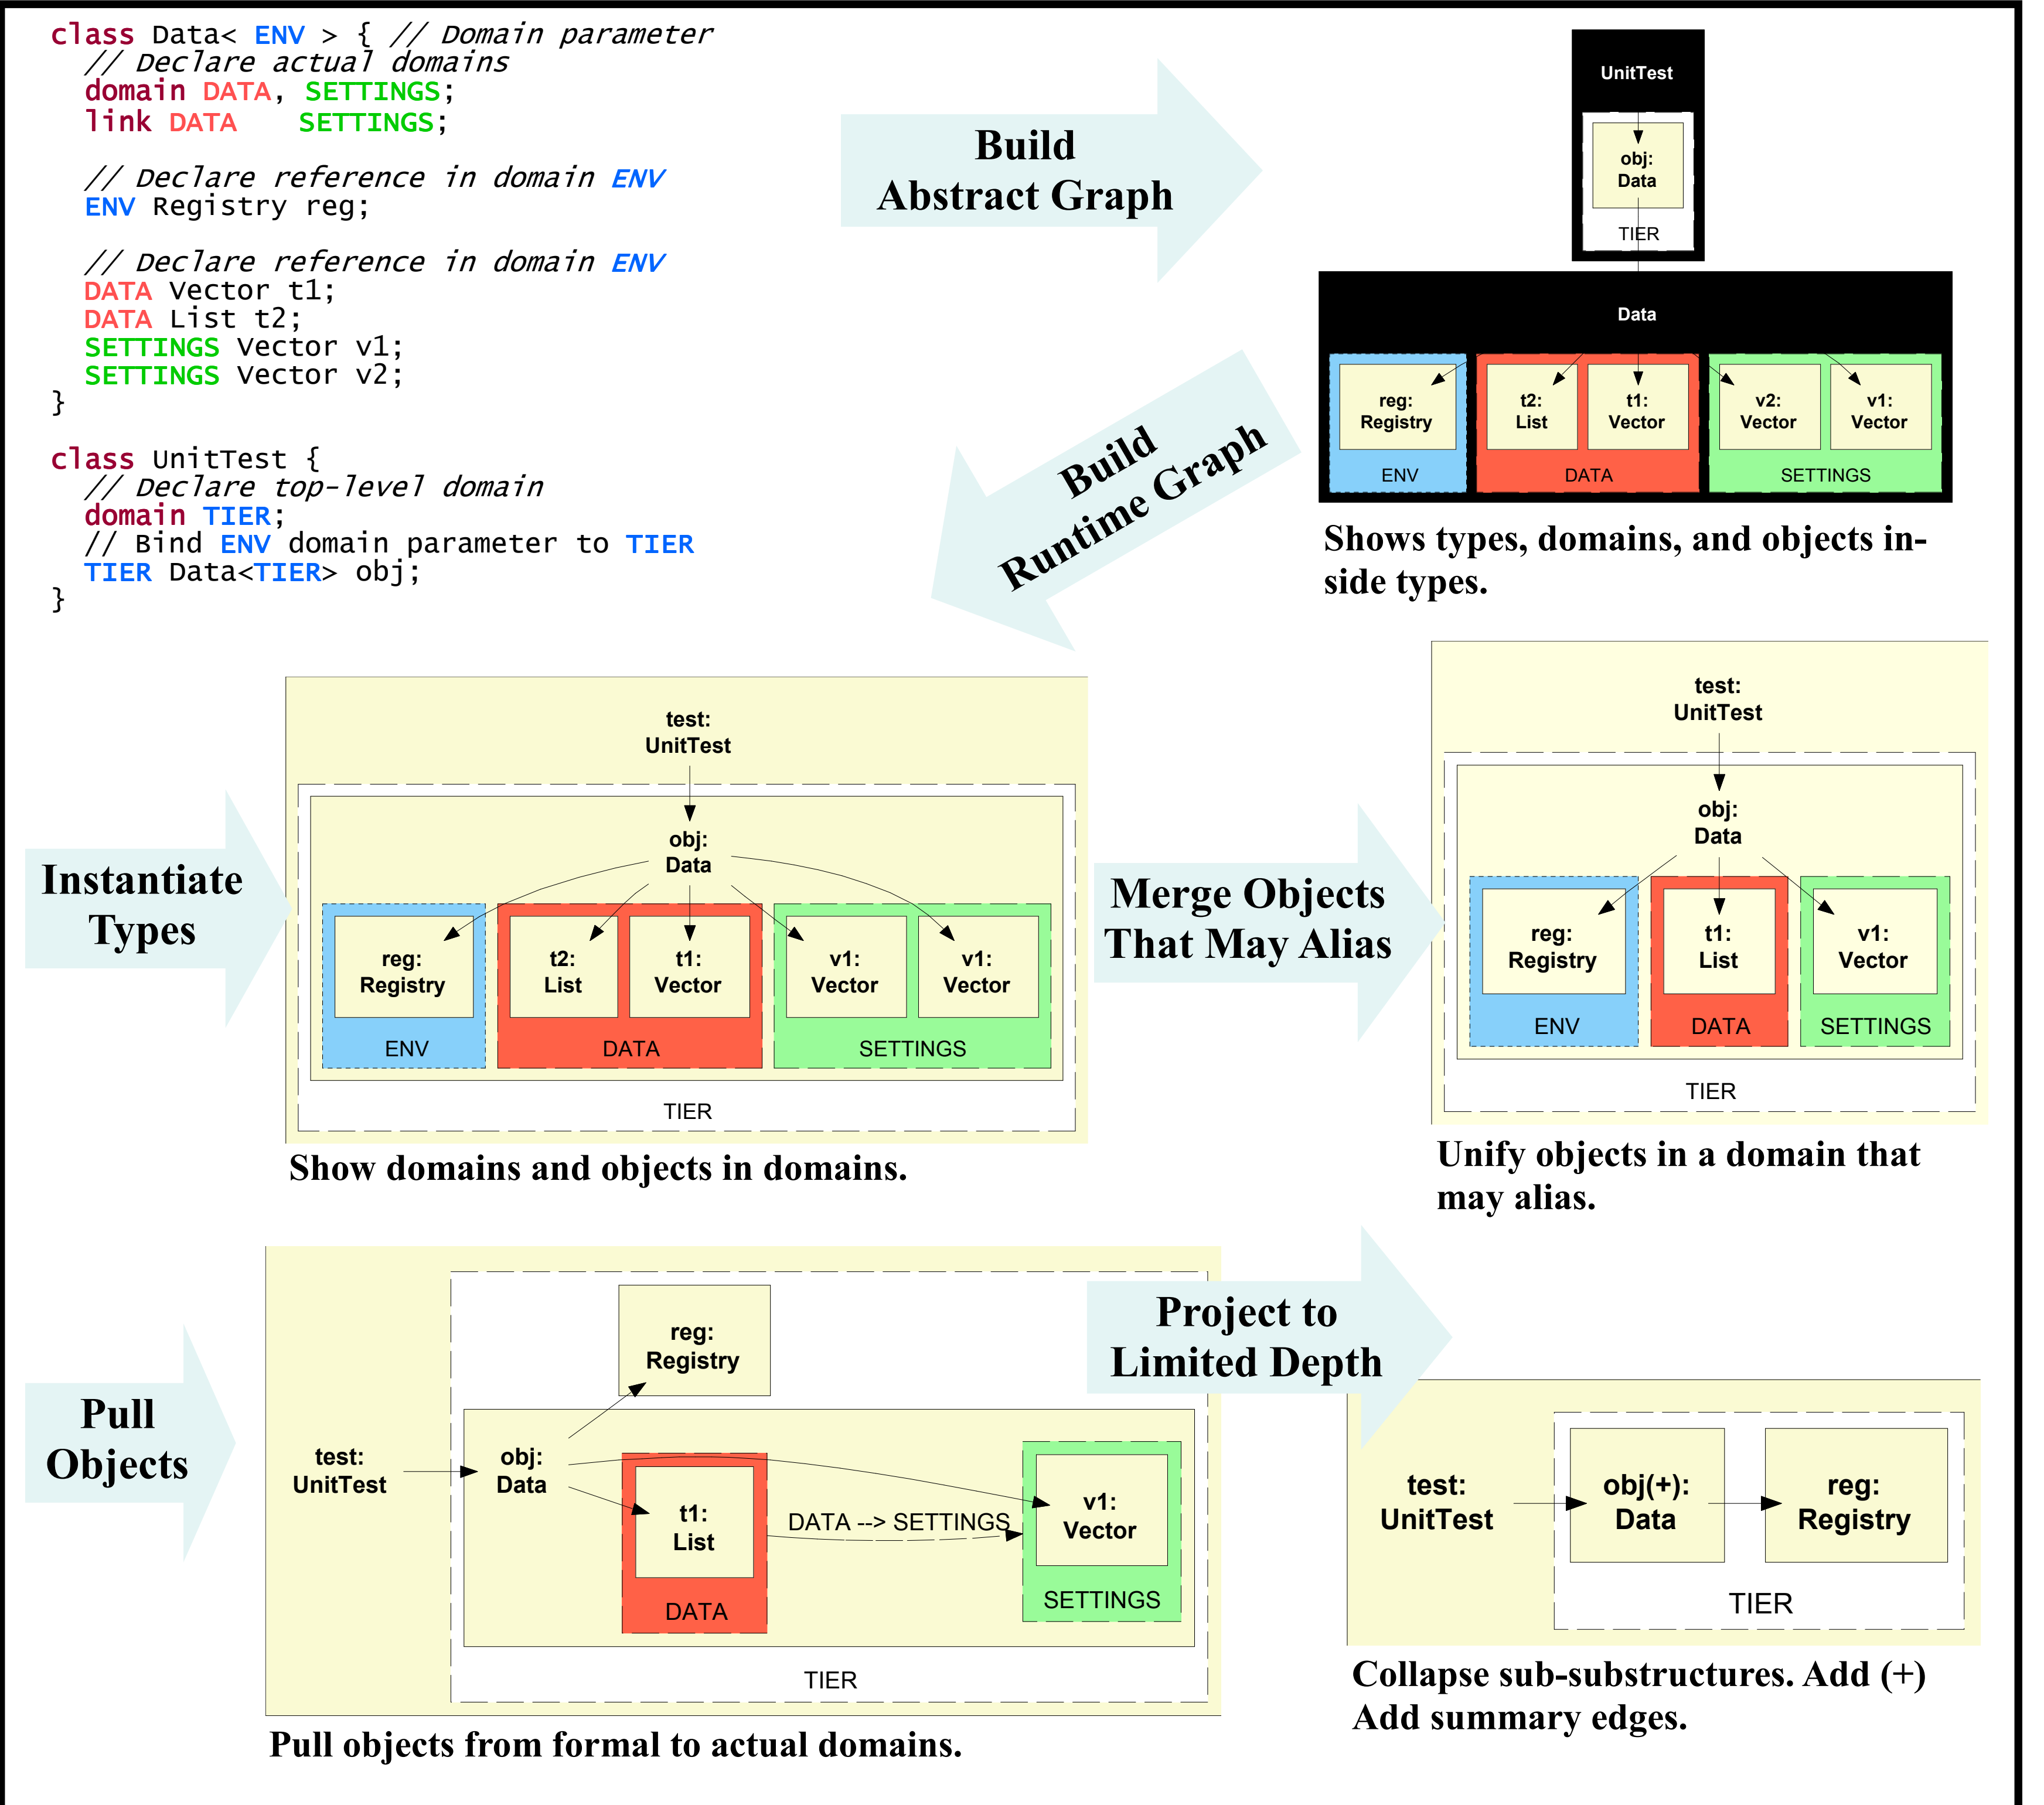 class Data< ENV > { // Domain parameter
// Declare actual domains
domain DATA, SETTINGS;
link DATA    SETTINGS;
// Declare reference in domain ENV
ENV Registry reg;
// Declare reference in domain ENV
DATA Vector t1;
DATA List t2;
SETTINGS Vector v1;
SETTINGS Vector v2;
}
class UnitTest {
// Declare top-level domain
domain TIER;
// Bind ENV domain parameter to TIER
TIER Data<TIER> obj;
}
Build
Abstract Graph
UnitTest
obj:
Data
TIER
Data
reg:
Registry
ENV
t2:
List
t1:
Vector
DATA
v2:
Vector
v1:
Vector
SETTINGS
Shows types, domains, and objects in-
side types.
Build
Runtime Graph
Instantiate
Types
test:
UnitTest
obj:
Data
reg:
Registry
ENV
t2:
List
t1:
Vector
DATA
v1:
Vector
v1:
Vector
SETTINGS
TIER
Show domains and objects in domains.
Merge Objects
That May Alias
test:
UnitTest
obj:
Data
reg:
Registry
ENV
t1:
List
DATA
v1:
Vector
SETTINGS
TIER
Unify objects in a domain that
may alias.
Pull
Objects
test:
UnitTest
reg:
Registry
obj:
Data
t1:
List
DATA
DATA --> SETTINGS
v1:
Vector
SETTINGS
TIER
Pull objects from formal to actual domains.
Project to
Limited Depth
test:
UnitTest
obj(+):
Data
reg:
Registry
TIER
Collapse sub-substructures. Add (+)
Add summary edges.